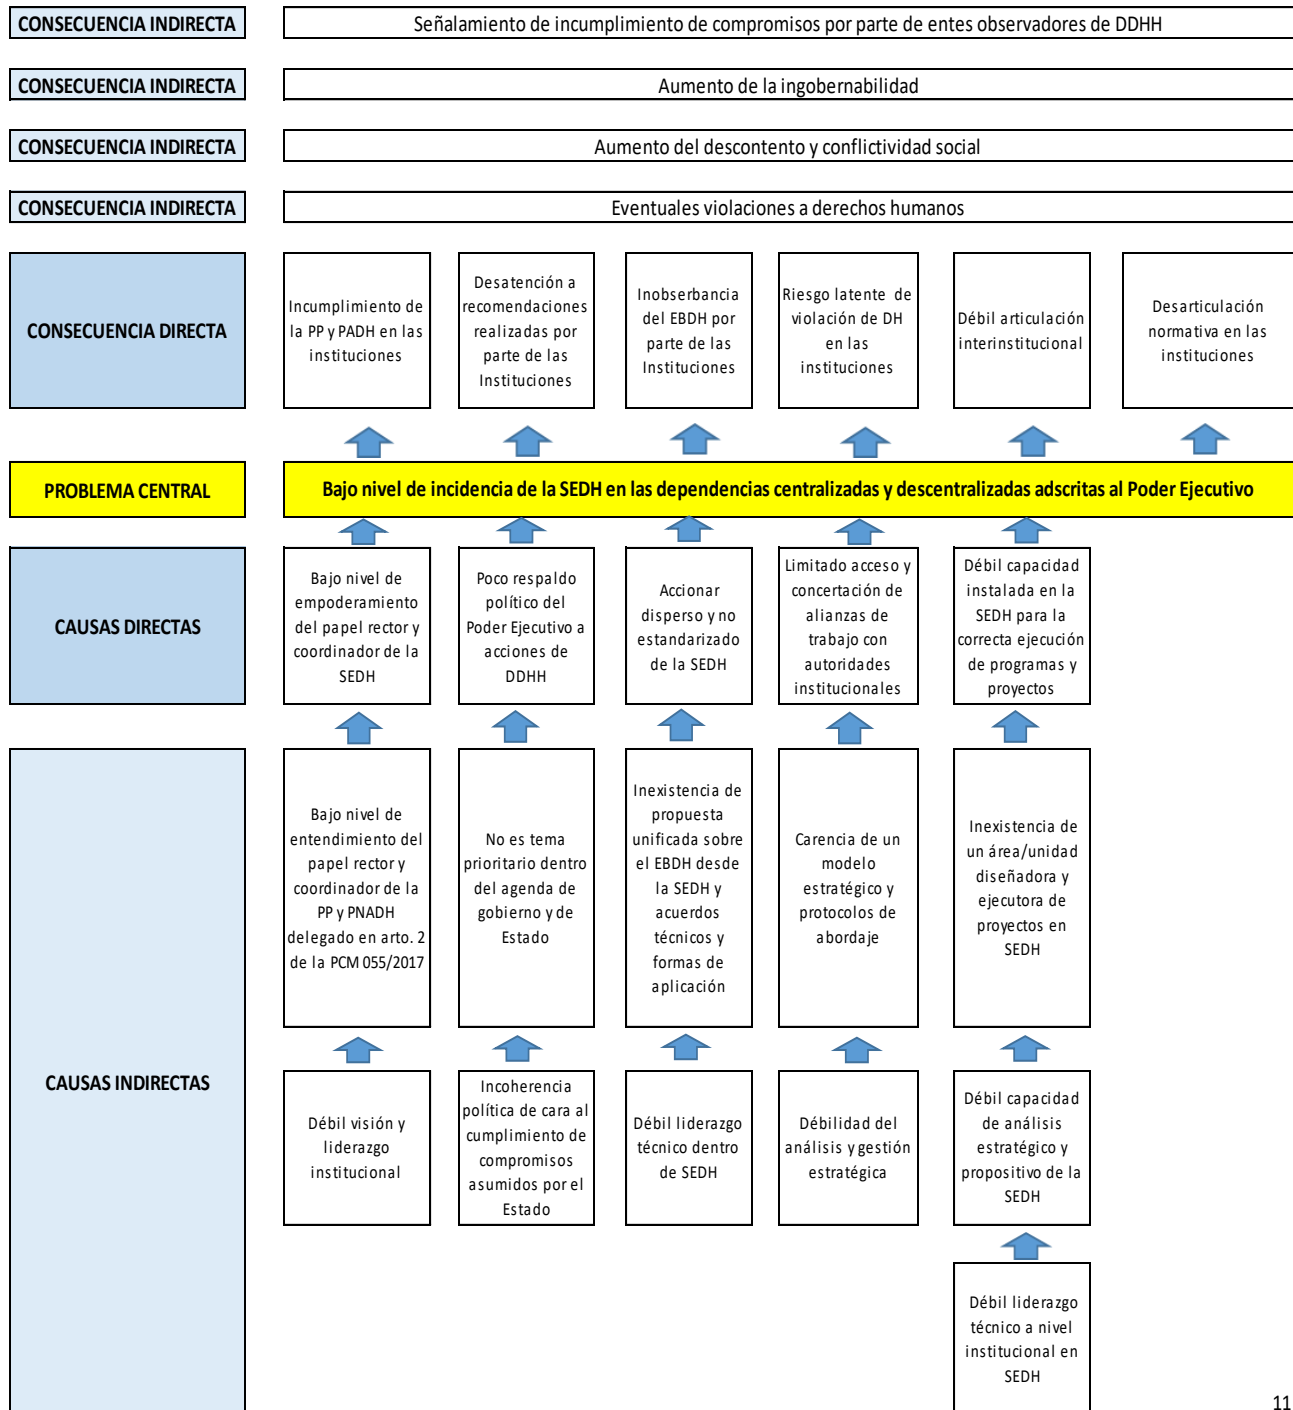 CONSECUENCIA INDIRECTA
Señalamiento de incumplimiento de compromisos por parte de entes observadores de DDHH
CONSECUENCIA INDIRECTA
Aumento de la ingobernabilidad
CONSECUENCIA INDIRECTA
Aumento del descontento y conflictividad social
CONSECUENCIA INDIRECTA
Eventuales violaciones a derechos humanos
CONSECUENCIA DIRECTA
Incumplimiento de
la PP y PADH en las
instituciones
Desatención a
recomendaciones
realizadas por
parte de las
Instituciones
Inobserbancia
del EBDH por
parte de las
Instituciones
Riesgo latente de
violación de DH
en las
instituciones
Débil articulación
interinstitucional
Desarticulación
normativa en las
instituciones
PROBLEMA CENTRAL
Bajo nivel de incidencia de la SEDH en las dependencias centralizadas y descentralizadas adscritas al Poder Ejecutivo
CAUSAS DIRECTAS
Bajo nivel de
empoderamiento
del papel rector y
coordinador de la
SEDH
Poco respaldo
político del
Poder Ejecutivo a
acciones de
DDHH
Accionar
disperso y no
estandarizado
de la SEDH
Limitado acceso y
concertación de
alianzas de
trabajo con
autoridades
institucionales
Débil capacidad
instalada en la
SEDH para la
correcta ejecución
de programas y
proyectos
CAUSAS INDIRECTAS
Bajo nivel de
entendimiento del
papel rector y
coordinador de la
PP y PNADH
delegado en arto. 2
de la PCM 055/2017
No es tema
prioritario dentro
del agenda de
gobierno y de
Estado
Inexistencia de
propuesta
unificada sobre
el EBDH desde
la SEDH y
acuerdos
técnicos y
formas de
aplicación
Carencia de un
modelo
estratégico y
protocolos de
abordaje
Inexistencia de
un área/unidad
diseñadora y
ejecutora de
proyectos en
SEDH
Débil visión y
liderazgo
institucional
Incoherencia
política de cara al
cumplimiento de
compromisos
asumidos por el
Estado
Débil liderazgo
técnico dentro
de SEDH
Débilidad del
análisis y gestión
estratégica
Débil capacidad
de análisis
estratégico y
propositivo de la
SEDH
Débil liderazgo
técnico a nivel
institucional en
SEDH
11